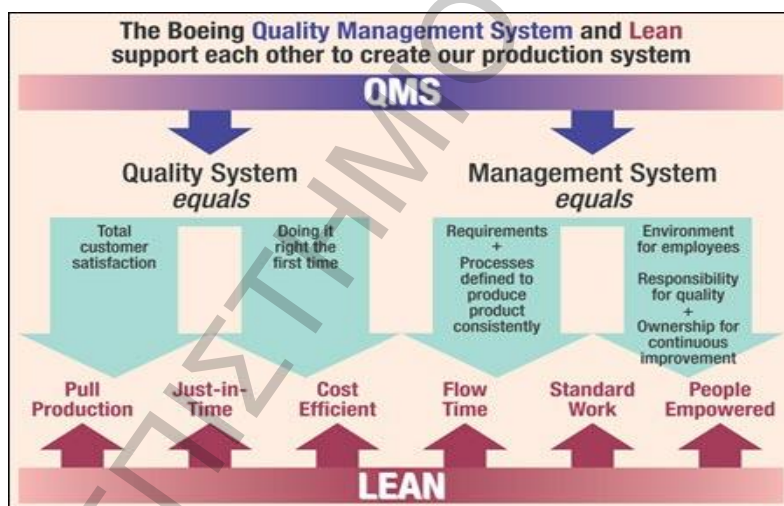 The Boeing Quality Management System and Lean
support each other to create our production system
QMS
Quality System
equals
Management System
equals
Total
customer
satisfaction
Doing it
right the
first time
Requirements
+
Processes
defined to
produce
product
consistently
Environment
for employees
Responsibility
for quality
+
Ownership for
continuous
improvement
Pull
Production
Just-in-
Time
Cost
Efficient
Flow
Time
Standard
Work
People
Empowered
LEAN